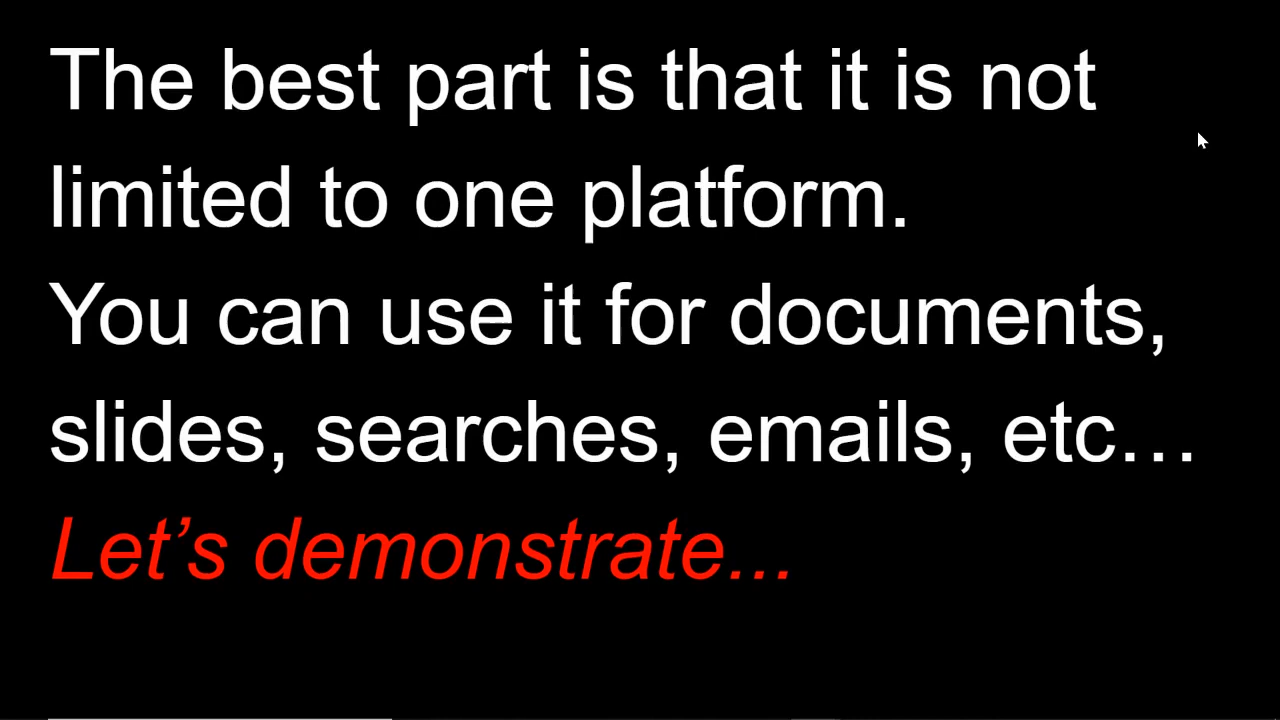 The best part is that it is not
limited to one platform.
You can use it for documents,
slides, searches, emails, etc…
Let’s demonstrate...